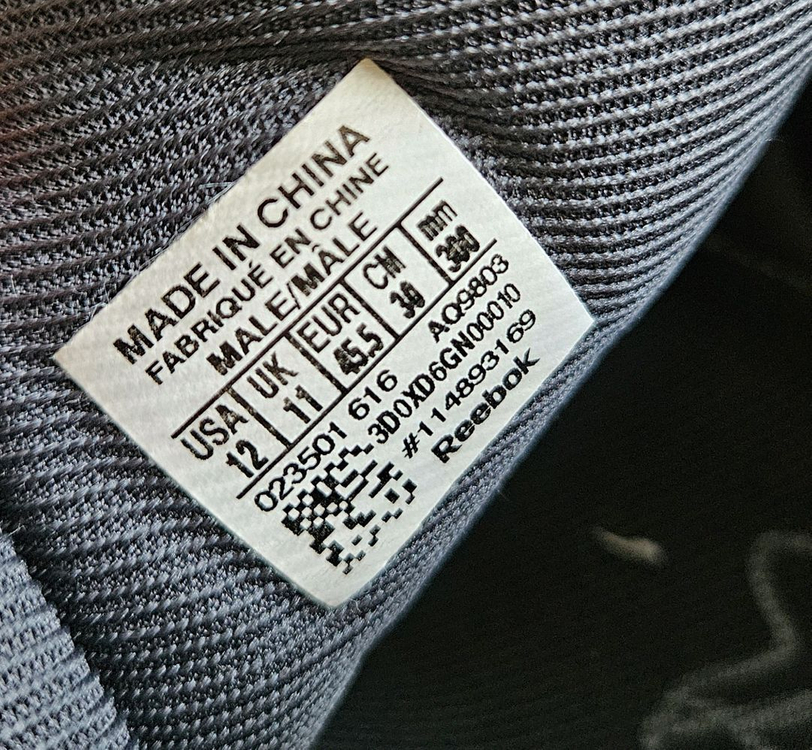 MADE IN CHINA
FABRIQUÉ EN CHINE
MALE/MÂLE
USA UK EUR CM mm
12 11 45.5 30 300
023501 616 AQ9803
3D0XD6GN00010
#114893169
Reebok